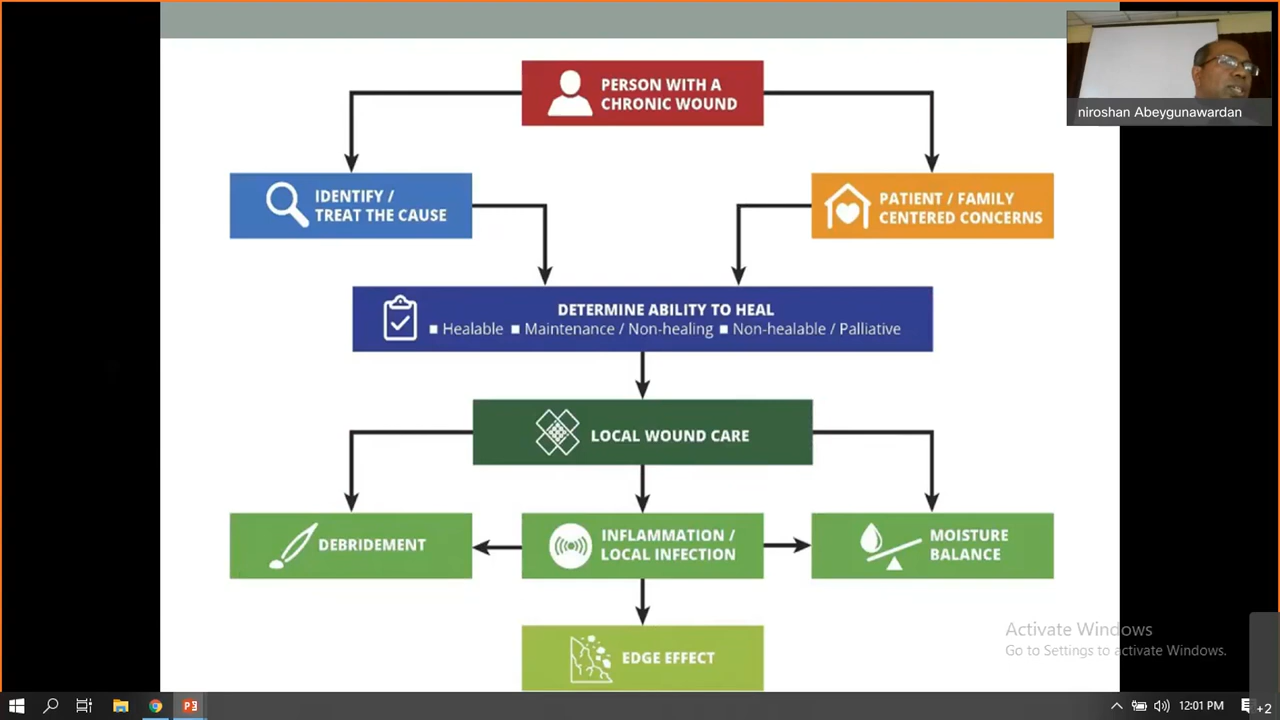 PERSON WITH A
CHRONIC WOUND
niroshan Abeygunawardan
IDENTIFY /
TREAT THE CAUSE
PATIENT / FAMILY
CENTERED CONCERNS
DETERMINE ABILITY TO HEAL
■ Healable ■ Maintenance / Non-healing ■ Non-healable / Palliative
LOCAL WOUND CARE
DEBRIDEMENT
INFLAMMATION /
LOCAL INFECTION
MOISTURE
BALANCE
EDGE EFFECT
Activate Windows
Go to Settings to activate Windows.
12:01 PM
+2